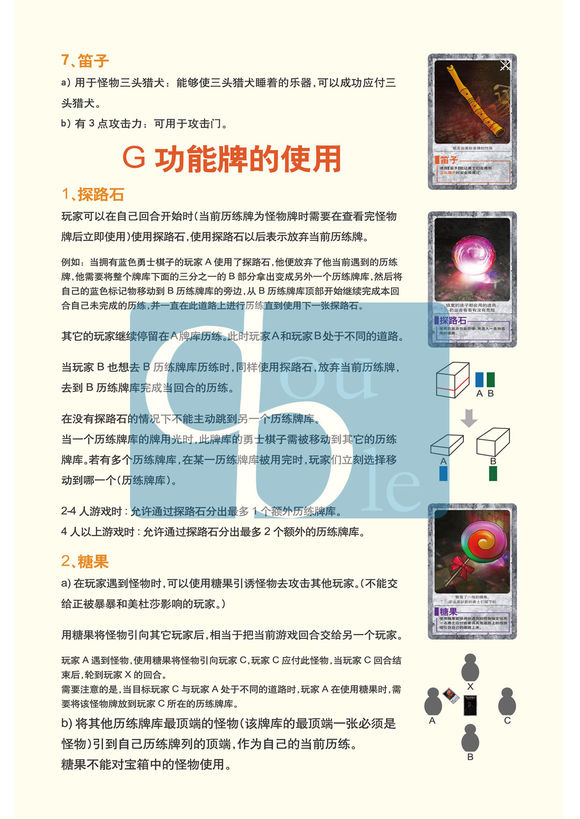 7、笛子
a) 用于怪物三头猎犬：能够使三头猎犬睡着的乐器,可以成功应付三
头猎犬。
b) 有 3 点攻击力：可用于攻击门。
G 功能牌的使用
1、探路石
玩家可以在自己回合开始时(当前历练牌为怪物牌时需要在查看完怪物
牌后立即使用)使用探路石,使用探路石以后表示放弃当前历练牌。
例如：当拥有蓝色勇士棋子的玩家 A 使用了探路石,他便放弃了他当前遇到的历练
牌,他需要将整个牌库下面的三分之一的 B 部分拿出变成另外一个历练牌库,然后将
自己的蓝色标记物移动到 B 历练牌库的旁边,从 B 历练牌库顶部开始继续完成本回
合自己未完成的历练,并一直在此道路上进行历练直到使用下一张探路石。
其它的玩家继续停留在A牌库历练。此时玩家A和玩家B处于不同的道路。
当玩家 B 也想去 B 历练牌库历练时,同样使用探路石,放弃当前历练牌,
去到 B 历练牌库完成当回合的历练。
在没有探路石的情况下不能主动跳到另一个历练牌库。
当一个历练牌库的牌用光时,此牌库的勇士棋子需被移动到其它的历练
牌库。若有多个历练牌库,在某一历练牌库被用完时,玩家们立刻选择移
动到哪一个(历练牌库)。
2-4 人游戏时：允许通过探路石分出最多 1 个额外历练牌库。
4 人以上游戏时：允许通过探路石分出最多 2 个额外的历练牌库。
2、糖果
a) 在玩家遇到怪物时,可以使用糖果引诱怪物去攻击其他玩家。(不能交
给正被暴暴和美杜莎影响的玩家。)
用糖果将怪物引向其它玩家后,相当于把当前游戏回合交给另一个玩家。
玩家 A 遇到怪物,使用糖果将怪物引向玩家 C,玩家 C 应付此怪物,当玩家 C 回合结
束后,轮到玩家 X 的回合。
需要注意的是,当目标玩家 C 与玩家 A 处于不同的道路时,玩家 A 在使用糖果时,需
要将该怪物牌放到玩家 C 所在的历练牌库。
b) 将其他历练牌库最顶端的怪物(该牌库的最顶端一张必须是
怪物)引到自己历练牌列的顶端,作为自己的当前历练。
糖果不能对宝箱中的怪物使用。
笛子
探路石
A B
A
B
糖果
X
A
C
B
double